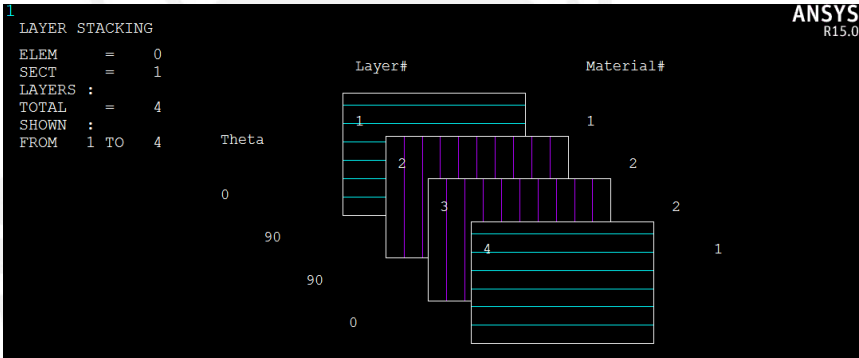 1
ANSYS
R15.0
LAYER STACKING
ELEM = 0
SECT = 1
LAYERS :
TOTAL = 4
SHOWN :
FROM 1 TO 4
Theta
Layer#
Material#
1
1
2
2
0
3
2
90
4
1
90
0